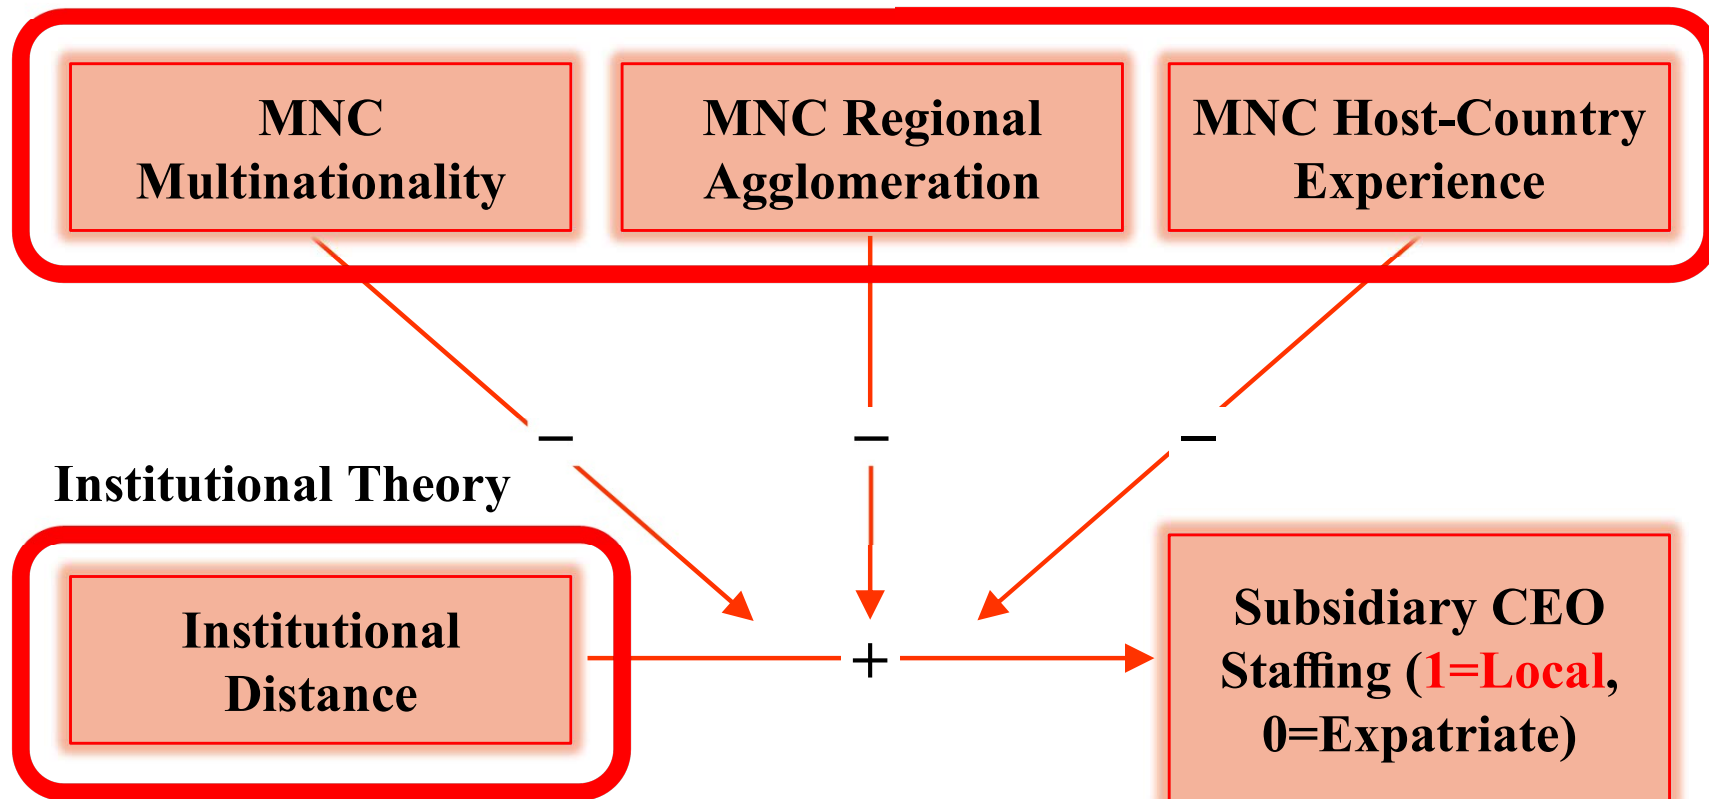 MNC
Multinationality
MNC Regional
Agglomeration
MNC Host-Country
Experience
–
–
–
Institutional Theory
Institutional
Distance
+
Subsidiary CEO
Staffing (1=Local,
0=Expatriate)